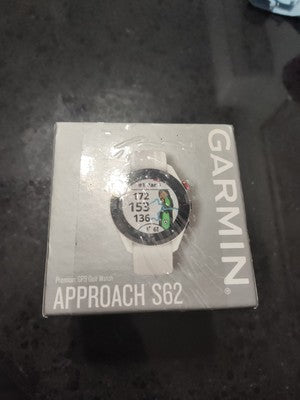 GARMIN
172
153
136
Premium GPS Golf Watch
APPROACH S62